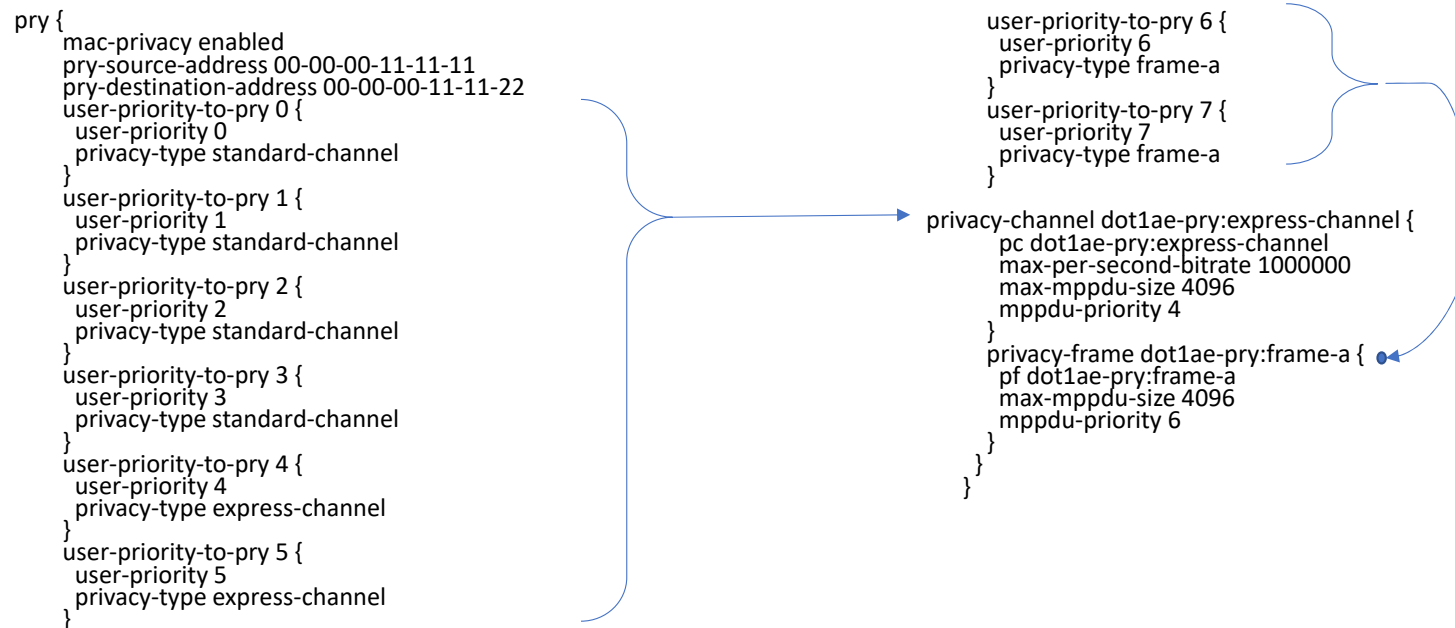 pry {
mac-privacy enabled
pry-source-address 00-00-00-11-11-11
pry-destination-address 00-00-00-11-11-22
user-priority-to-pry 0 {
user-priority 0
privacy-type standard-channel
}
user-priority-to-pry 1 {
user-priority 1
privacy-type standard-channel
}
user-priority-to-pry 2 {
user-priority 2
privacy-type standard-channel
}
user-priority-to-pry 3 {
user-priority 3
privacy-type standard-channel
}
user-priority-to-pry 4 {
user-priority 4
privacy-type express-channel
}
user-priority-to-pry 5 {
user-priority 5
privacy-type express-channel
}
user-priority-to-pry 6 {
user-priority 6
privacy-type frame-a
}
user-priority-to-pry 7 {
user-priority 7
privacy-type frame-a
}
privacy-channel dot1ae-pry:express-channel {
pc dot1ae-pry:express-channel
max-per-second-bitrate 1000000
max-mppdu-size 4096
mppdu-priority 4
}
privacy-frame dot1ae-pry:frame-a {
pf dot1ae-pry:frame-a
max-mppdu-size 4096
mppdu-priority 6
}
}
}